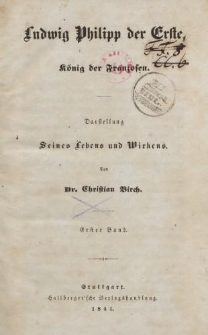 Ludwig Philipp der Erste,
König der Franzosen.
Darstellung
Seines Lebens und Wirkens.
Von
Dr. Christian Birch.
Erster Band.
Stuttgart.
Hallberger'sche Verlagshandlung.